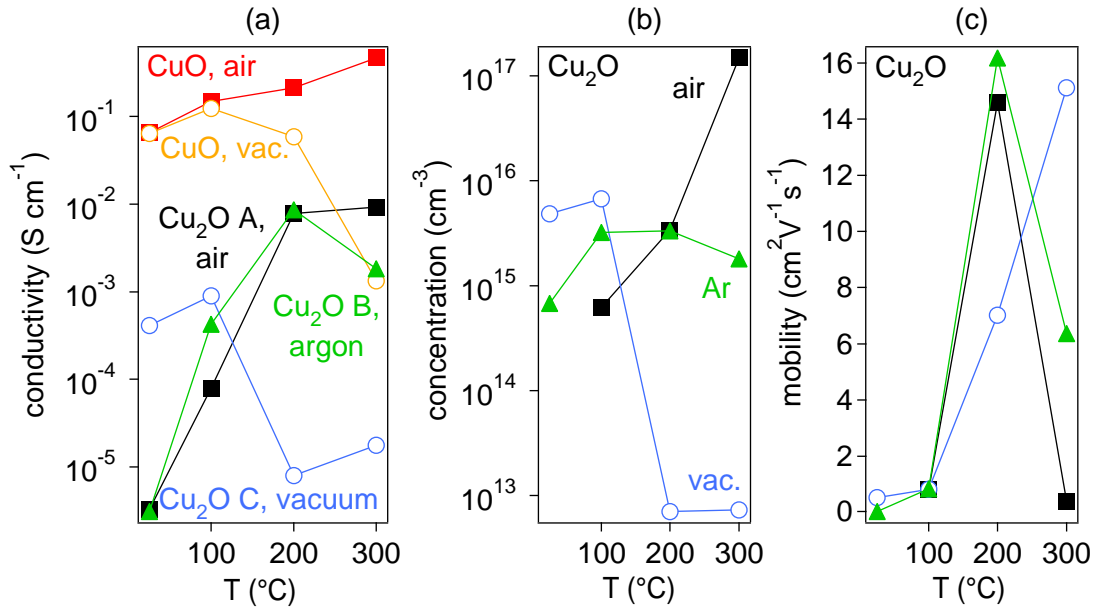 (a)
conductivity (S cm⁻¹)
10⁻¹
10⁻²
10⁻³
10⁻⁴
10⁻⁵
CuO, air
CuO, vac.
Cu₂O A,
air
Cu₂O B,
argon
Cu₂O C, vacuum
100 200 300
T (°C)
(b)
concentration (cm⁻³)
10¹⁷
10¹⁶
10¹⁵
10¹⁴
10¹³
Cu₂O
air
Ar
vac.
100 200 300
T (°C)
(c)
mobility (cm²V⁻¹s⁻¹)
16
14
12
10
8
6
4
2
0
Cu₂O
100 200 300
T (°C)